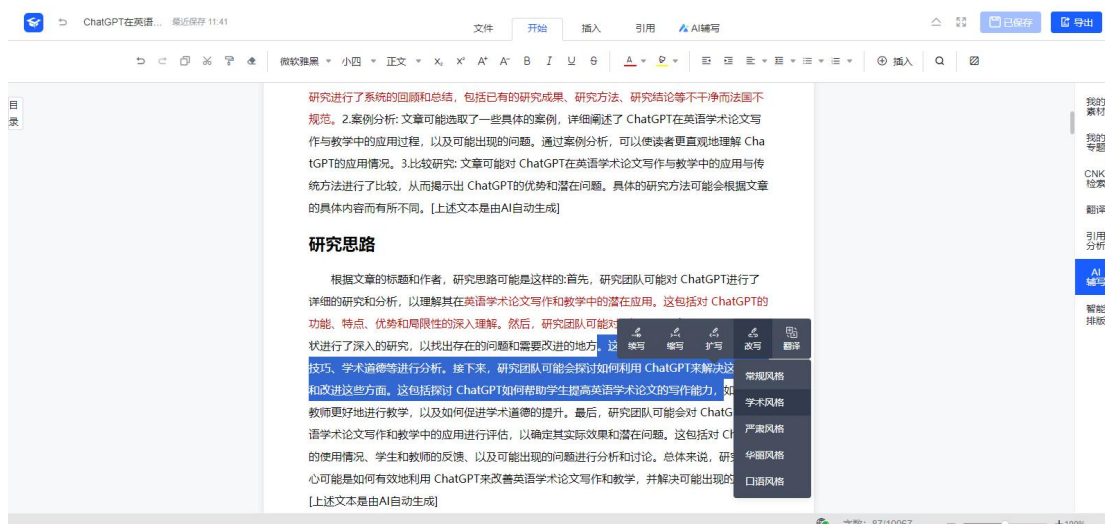 ChatGPT在英语... 最近保存 11:41
文件 开始 插入 引用 AI辅写
已保存 导出
微软雅黑 小四 正文 X₂ X² A⁺ A⁻ B I U S A 插入
目录
研究进行了系统的回顾和总结，包括已有的研究成果、研究方法、研究结论等不干净而法国不
规范。2.案例分析: 文章可能选取了一些具体的案例，详细阐述了 ChatGPT在英语学术论文写
作与教学中的应用过程，以及可能出现的问题。通过案例分析，可以使读者更直观地理解 Cha
tGPT的应用情况。3.比较研究: 文章可能对 ChatGPT在英语学术论文写作与教学中的应用与传
统方法进行了比较，从而揭示出 ChatGPT的优势和潜在问题。具体的研究方法可能会根据文章
的具体内容而有所不同。[上述文本是由AI自动生成]
研究思路
根据文章的标题和作者，研究思路可能是这样的:首先，研究团队可能对 ChatGPT进行了
详细的研究和分析，以理解其在英语学术论文写作和教学中的潜在应用。这包括对 ChatGPT的
功能、特点、优势和局限性的深入理解。然后，研究团队可能对
状进行了深入的研究，以找出存在的问题和需要改进的地方。这
技巧、学术道德等进行分析。接下来，研究团队可能会探讨如何利用 ChatGPT来解决这
和改进这些方面。这包括探讨 ChatGPT如何帮助学生提高英语学术论文的写作能力，如
教师更好地进行教学，以及如何促进学术道德的提升。最后，研究团队可能会对 ChatG
语学术论文写作和教学中的应用进行评估，以确定其实际效果和潜在问题。这包括对 Ch
的使用情况、学生和教师的反馈、以及可能出现的问题进行分析和讨论。总体来说，研
心可能是如何有效地利用 ChatGPT来改善英语学术论文写作和教学，并解决可能出现的
[上述文本是由AI自动生成]
续写 缩写 扩写 改写 翻译
常规风格
学术风格
严肃风格
华丽风格
口语风格
我的
素材
我的
专题
CNK
检索
翻译
引用
分析
AI
辅写
智能
排版
字数: 87/10067 100%